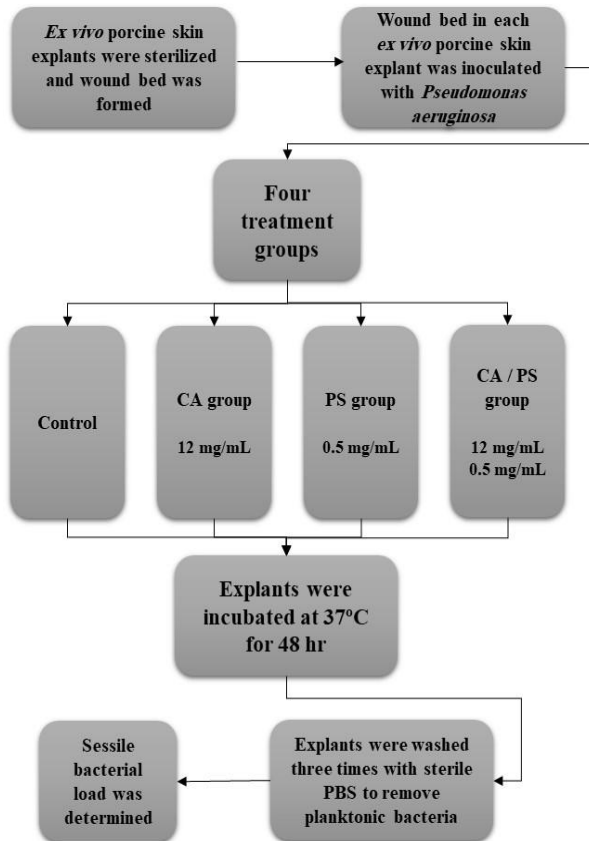 Ex vivo porcine skin
explants were sterilized
and wound bed was
formed
Wound bed in each
ex vivo porcine skin
explant was inoculated
with Pseudomonas
aeruginosa
Four
treatment
groups
Control
CA group
12 mg/mL
PS group
0.5 mg/mL
CA / PS
group
12 mg/mL
0.5 mg/mL
Explants were
incubated at 37°C
for 48 hr
Explants were washed
three times with sterile
PBS to remove
planktonic bacteria
Sessile
bacterial
load was
determined